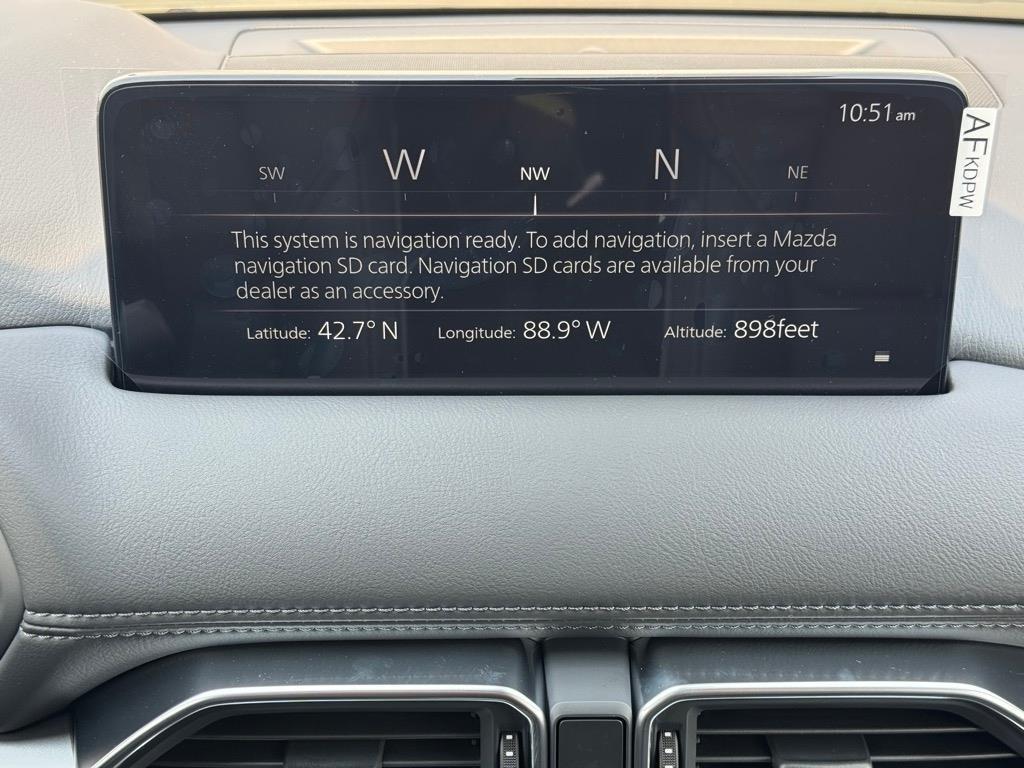 10:51 am
SW W NW N NE
This system is navigation ready. To add navigation, insert a Mazda
navigation SD card. Navigation SD cards are available from your
dealer as an accessory.
Latitude: 42.7° N Longitude: 88.9° W Altitude: 898feet
AF KDPW